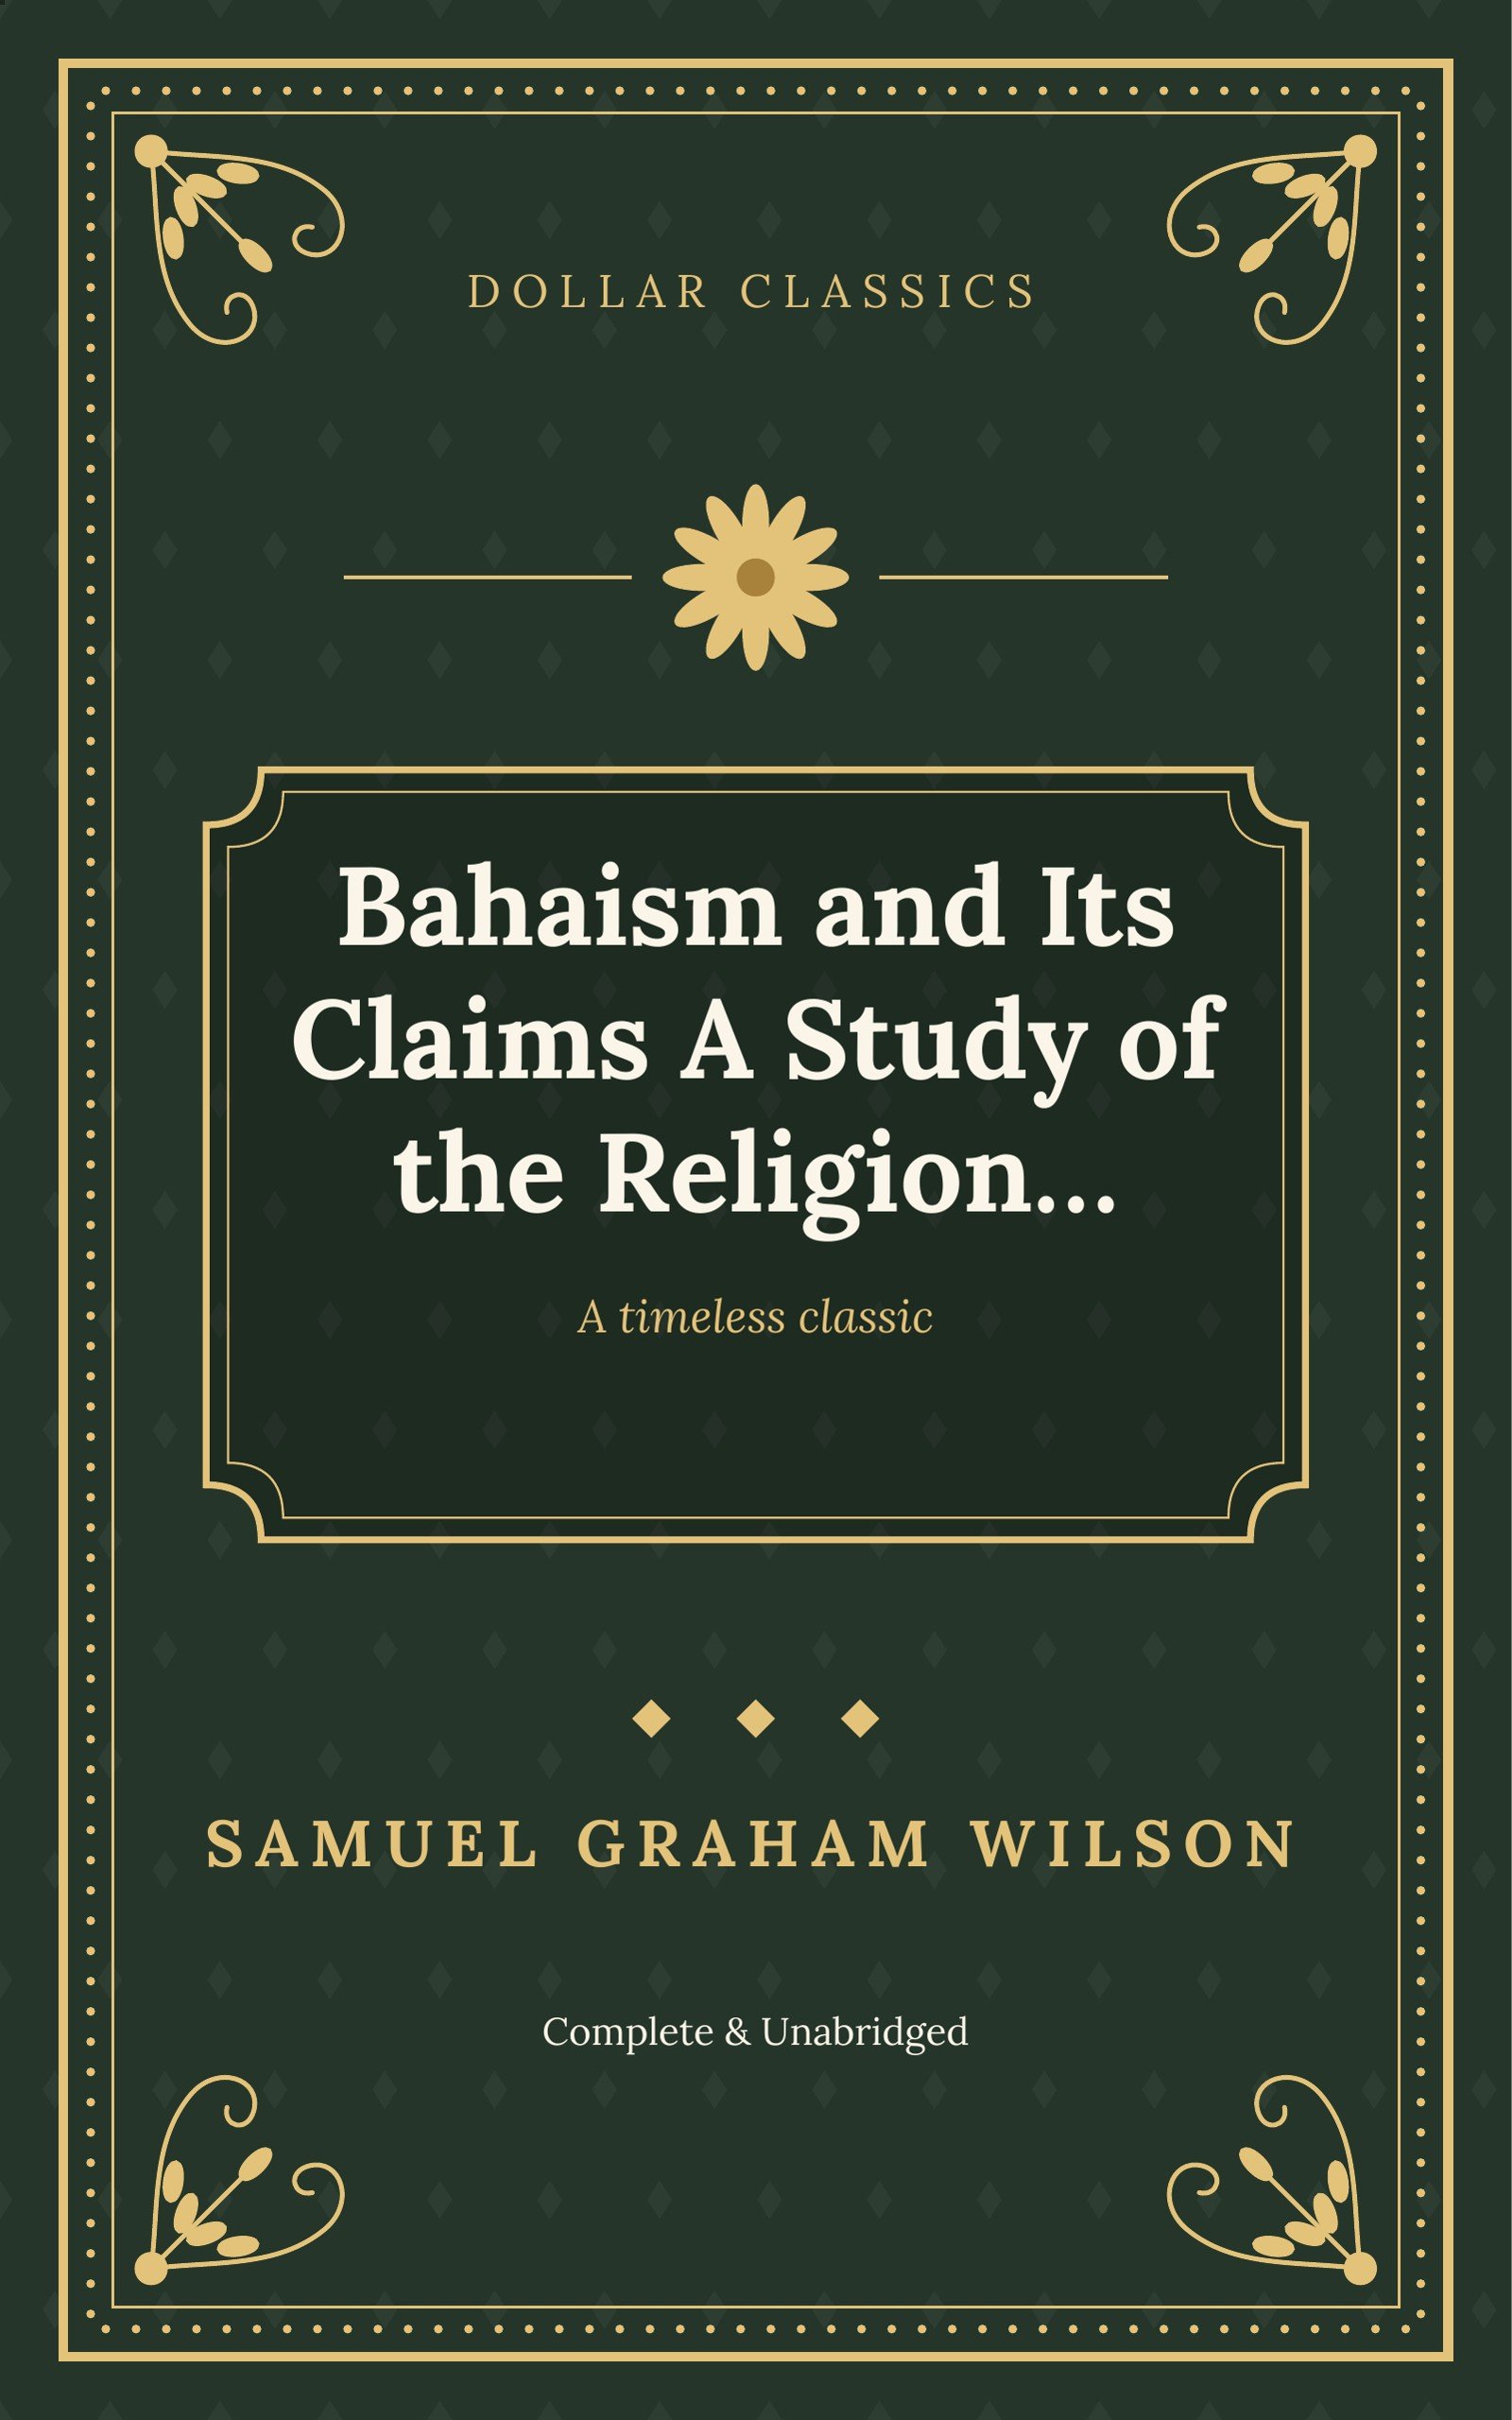 DOLLAR CLASSICS
Bahaism and Its
Claims A Study of
the Religion...
A timeless classic
SAMUEL GRAHAM WILSON
Complete & Unabridged